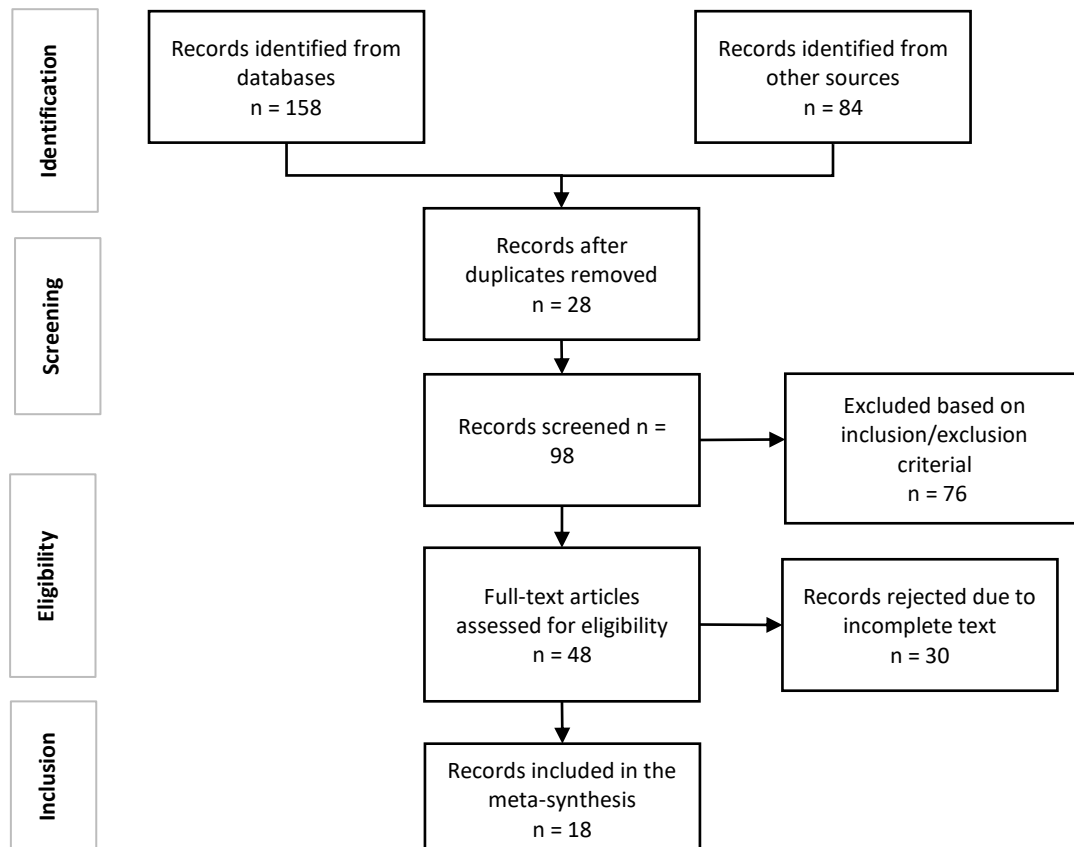 Identification
Records identified from
databases
n = 158
Records identified from
other sources
n = 84
Screening
Records after
duplicates removed
n = 28
Records screened n =
98
Excluded based on
inclusion/exclusion
criterial
n = 76
Eligibility
Full-text articles
assessed for eligibility
n = 48
Records rejected due to
incomplete text
n = 30
Inclusion
Records included in the
meta-synthesis
n = 18